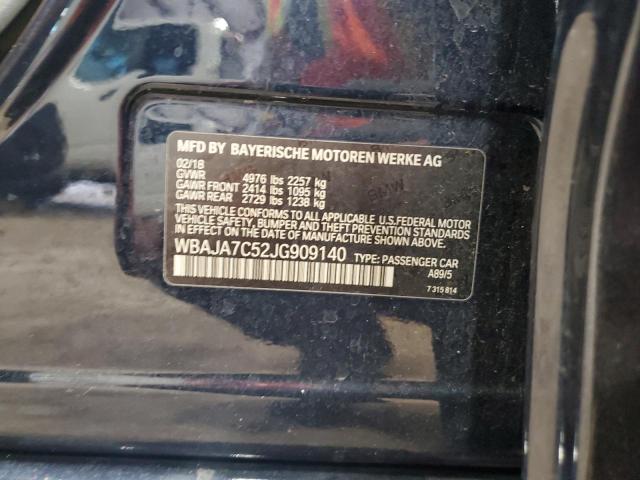 MFD BY BAYERISCHE MOTOREN WERKE AG
02/18
GVWR 4976 lbs 2257 kg
GAWR FRONT 2414 lbs 1095 kg
GAWR REAR 2729 lbs 1238 kg
THIS VEHICLE CONFORMS TO ALL APPLICABLE U.S. FEDERAL MOTOR
VEHICLE SAFETY, BUMPER, AND THEFT PREVENTION STANDARDS IN
EFFECT ON THE DATE OF MANUFACTURE SHOWN ABOVE.
WBAJA7C52JG909140 TYPE: PASSENGER CAR
A89/5
7 315 814
BMW